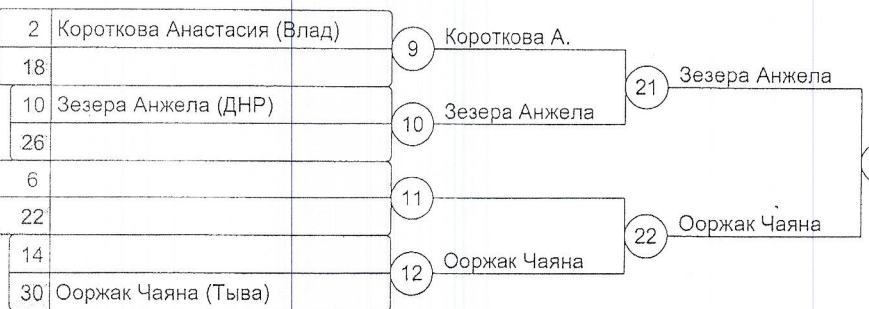 2 Короткова Анастасия (Влад)
18
10 Зезера Анжела (ДНР)
26
6
22
14
30 Ооржак Чаяна (Тыва)
9 Короткова А.
10 Зезера Анжела
11
12 Ооржак Чаяна
21 Зезера Анжела
22 Ооржак Чаяна